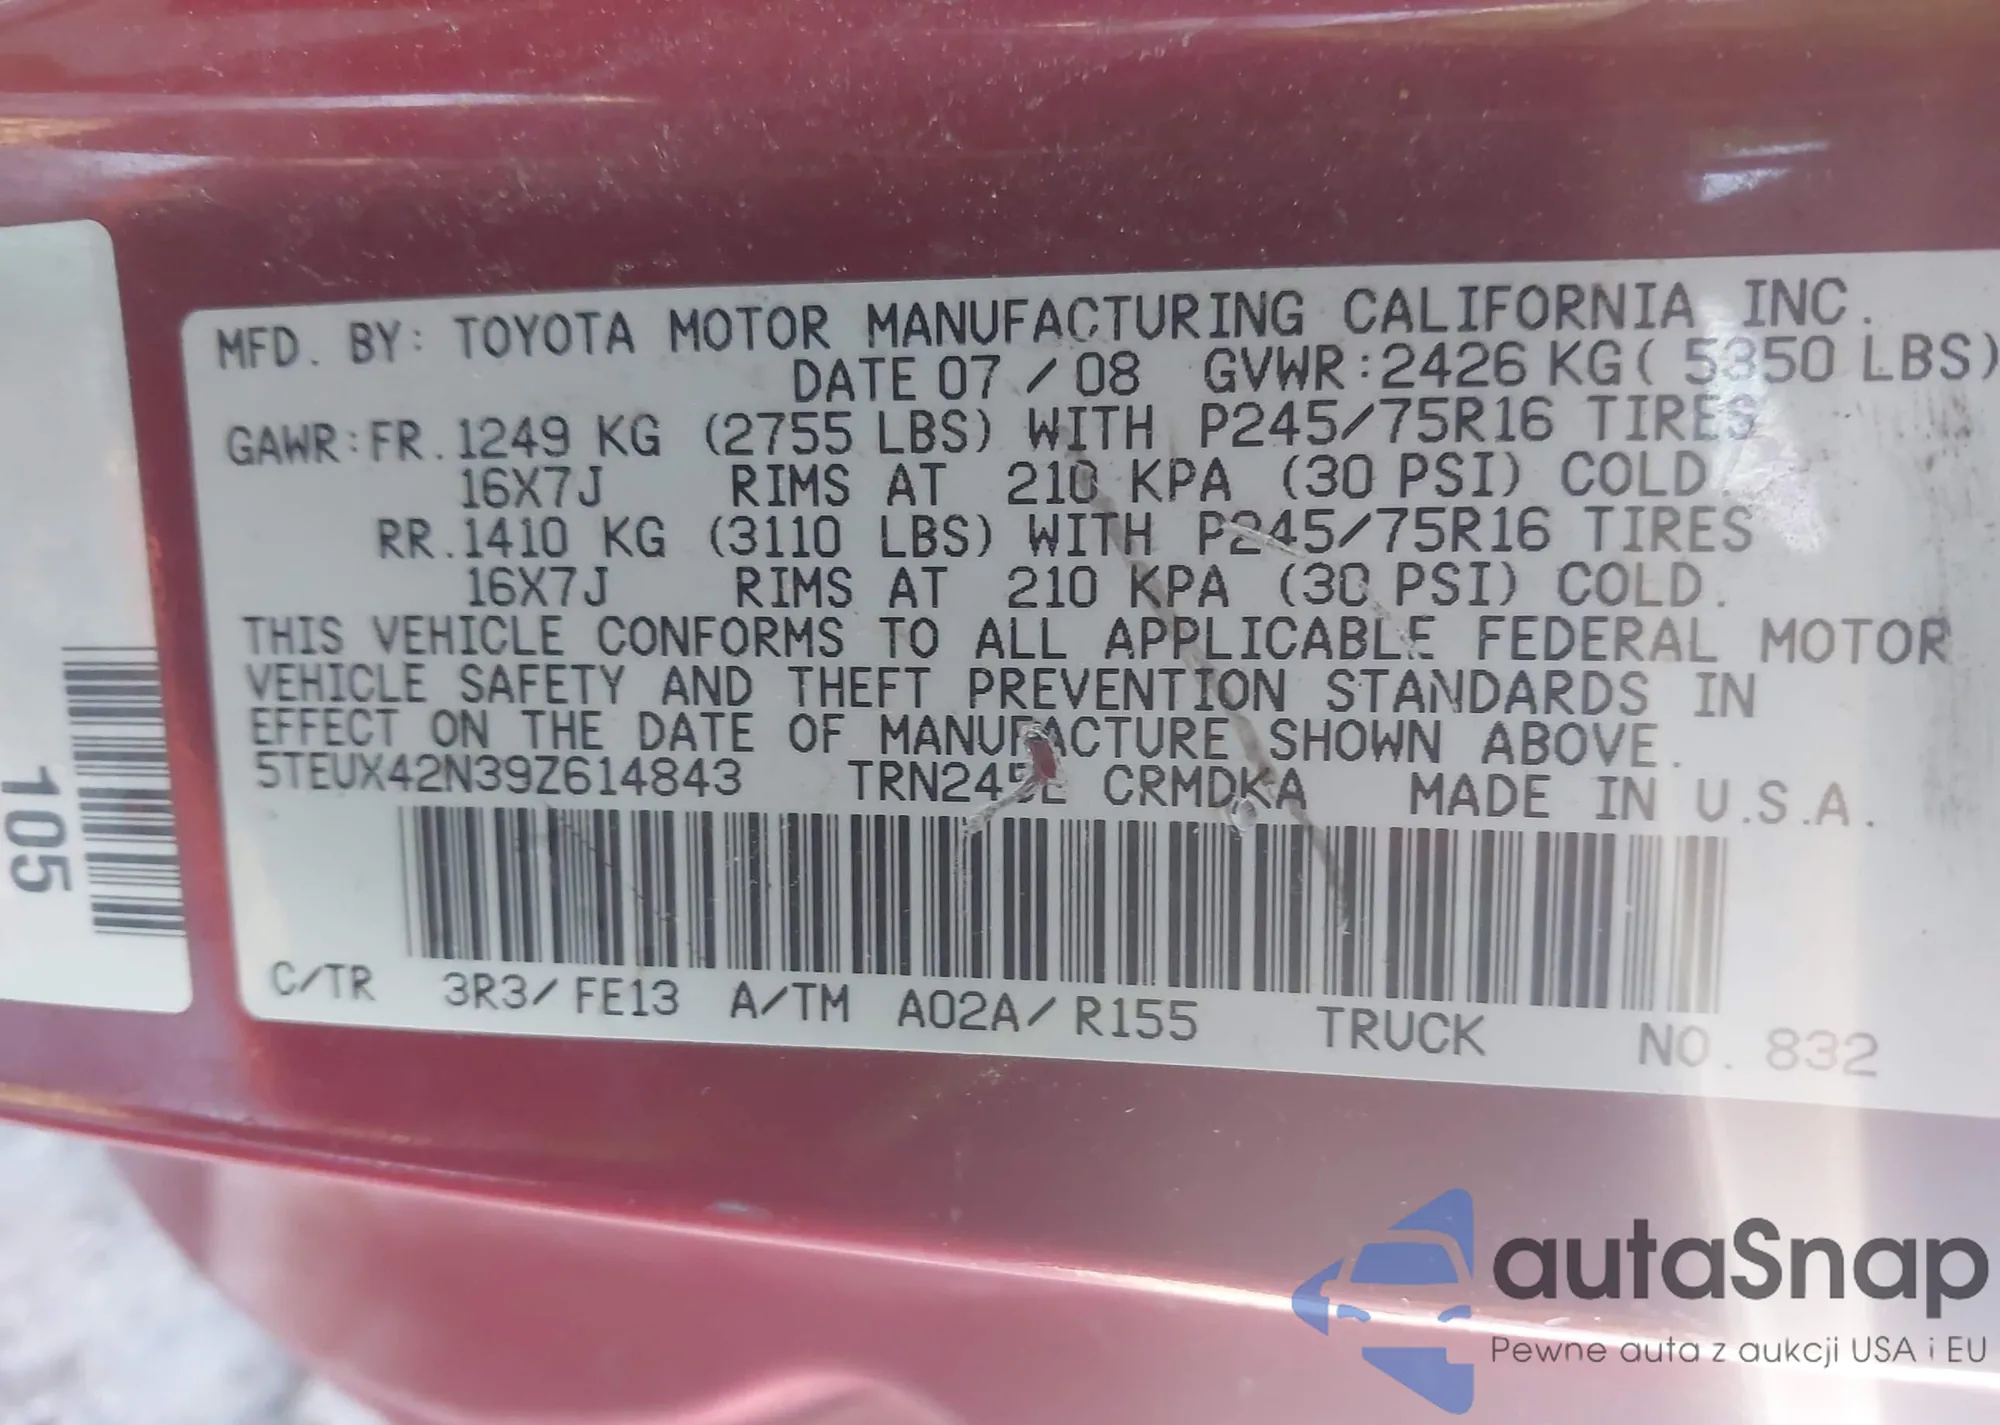 MFD. BY: TOYOTA MOTOR MANUFACTURING CALIFORNIA INC.
DATE 07 / 08 GVWR:2426 KG( 5350 LBS)
GAWR:FR.1249 KG (2755 LBS) WITH P245/75R16 TIRES
16X7J RIMS AT 210 KPA (30 PSI) COLD.
RR.1410 KG (3110 LBS) WITH P245/75R16 TIRES
16X7J RIMS AT 210 KPA (30 PSI) COLD.
THIS VEHICLE CONFORMS TO ALL APPLICABLE FEDERAL MOTOR
VEHICLE SAFETY AND THEFT PREVENTION STANDARDS IN
EFFECT ON THE DATE OF MANUFACTURE SHOWN ABOVE.
5TEUX42N39Z614843 TRN245L CRMDKA MADE IN U.S.A.
C/TR 3R3/FE13 A/TM A02A/R155 TRUCK NO. 832
105
autaSnap
Pewne auta z aukcji USA i EU